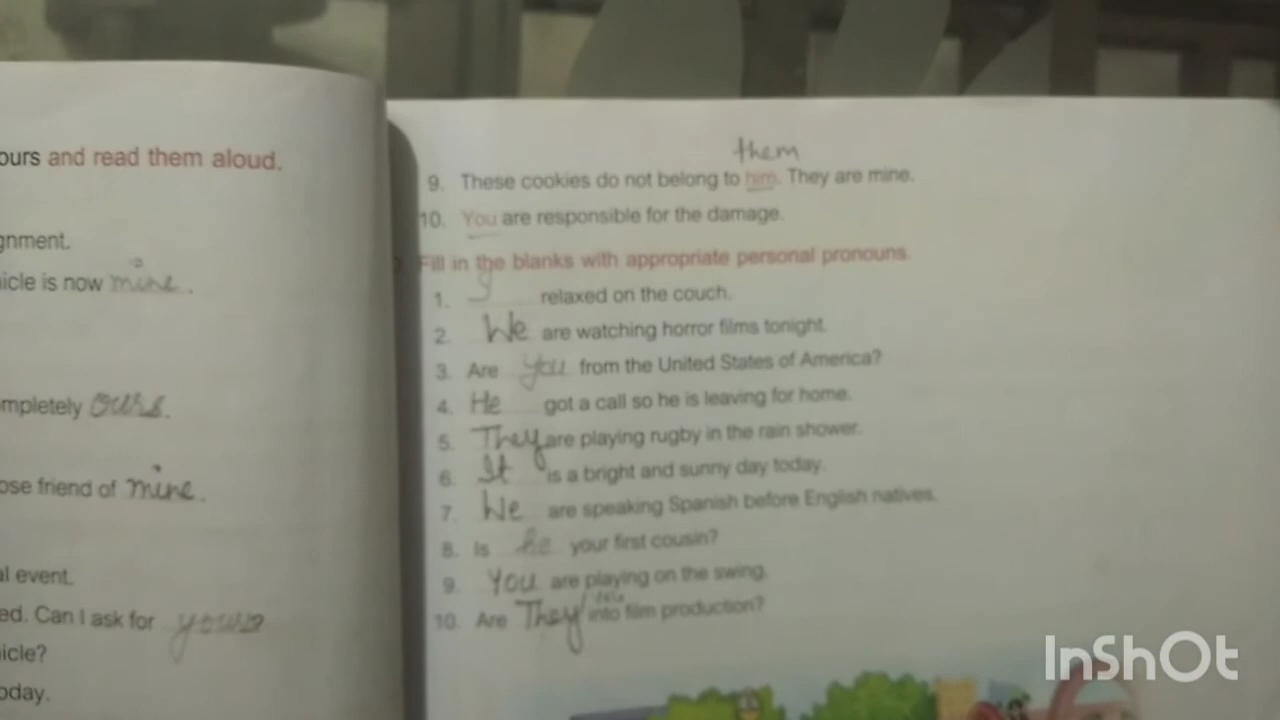 ours and read them aloud.
gnment.
icle is now mine.
mpletely ours.
ose friend of mine.
al event.
ed. Can I ask for yours
icle?
oday.
them
9. These cookies do not belong to him. They are mine.
10. You are responsible for the damage.
Fill in the blanks with appropriate personal pronouns.
1. relaxed on the couch.
2. We are watching horror films tonight.
3. Are you from the United States of America?
4. He got a call so he is leaving for home.
5. They are playing rugby in the rain shower.
6. It is a bright and sunny day today.
7. We are speaking Spanish before English natives.
8. Is he your first cousin?
9. You are playing on the swing.
10. Are They into film production?
InShOt